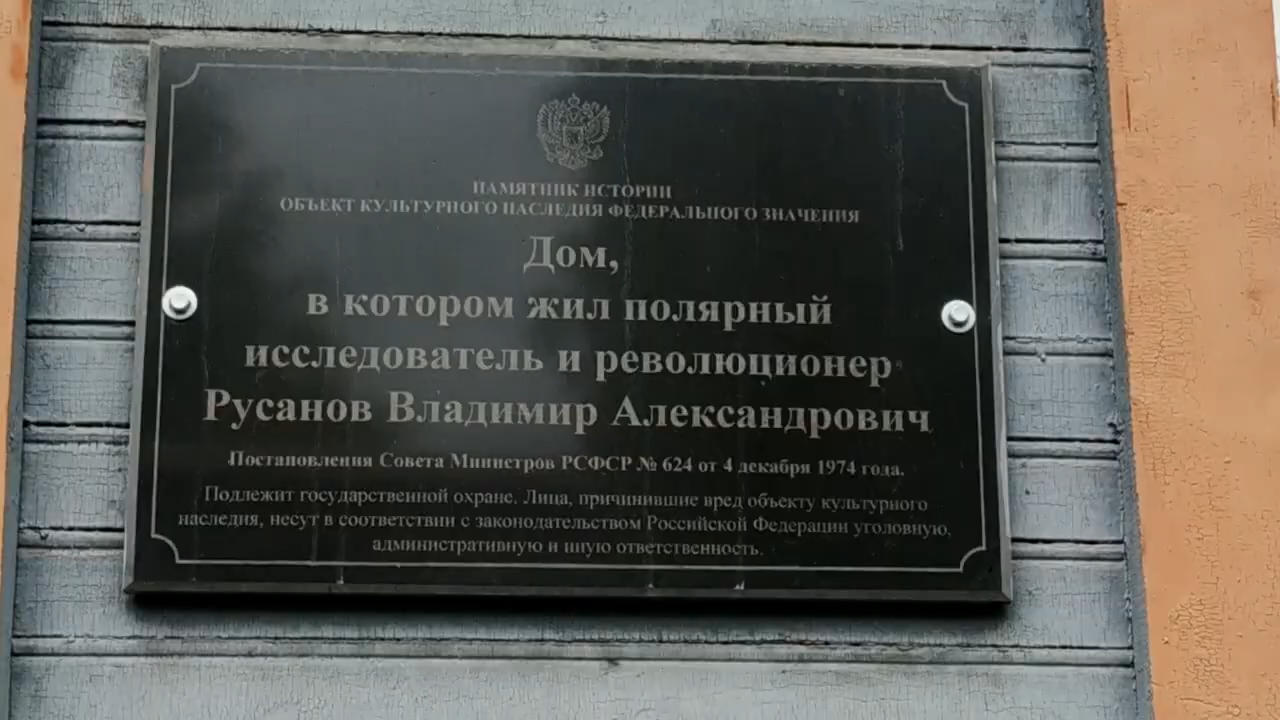 ПАМЯТНИК ИСТОРИИ
ОБЪЕКТ КУЛЬТУРНОГО НАСЛЕДИЯ ФЕДЕРАЛЬНОГО ЗНАЧЕНИЯ
Дом,
в котором жил полярный
исследователь и революционер
Русанов Владимир Александрович
Постановления Совета Министров РСФСР № 624 от 4 декабря 1974 года.
Подлежит государственной охране. Лица, причинившие вред объекту культурного
наследия, несут в соответствии с законодательством Российской Федерации уголовную,
административную и иную ответственность.